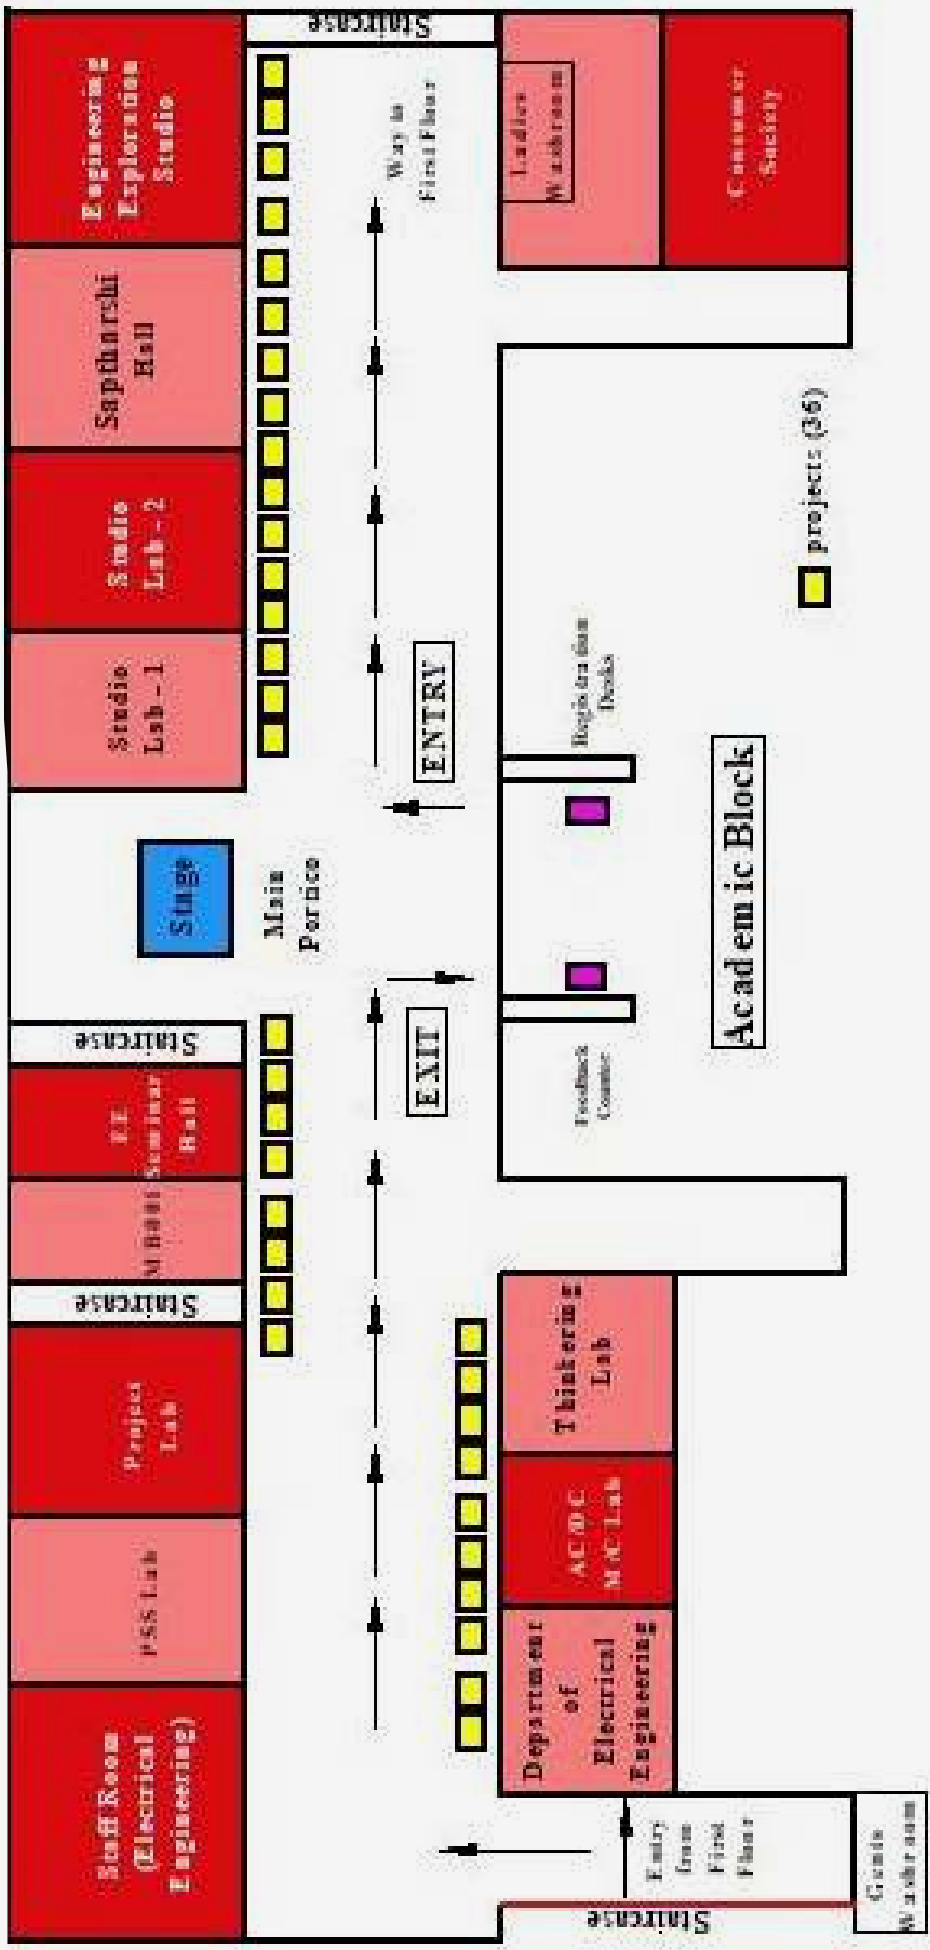 Staircase
Engineering
Exploration
Studio
Saptharshi
Hall
Studio
Lab - 2
Studio
Lab - 1
Stage
Main
Portico
Staircase
EE
Seminar
Hall
Staircase
Project
Lab
PSS Lab
Staff Room
(Electrical
Engineering)
Way to
First Floor
ENTRY
EXIT
Ladies
Washroom
Consumer
Society
projects (36)
Registration
Desks
Academic Block
Feedback
Counter
Thinkering
Lab
AC/DC
M/C Lab
Department
of
Electrical
Engineering
Entry
from
First
Floor
Staircase
Gents
Washroom